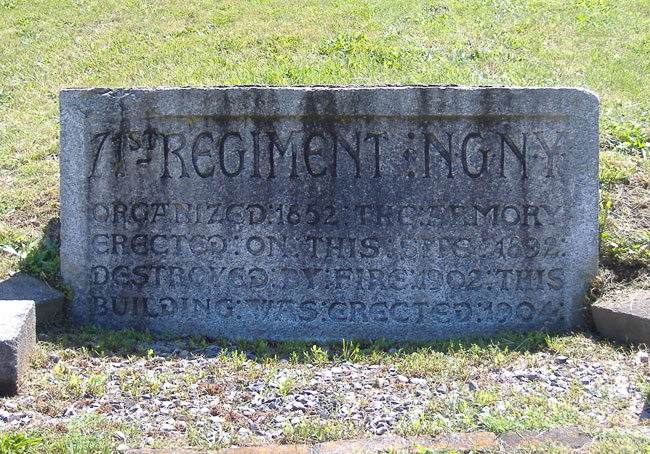 71ST REGIMENT : N·G·N·Y·
ORGANIZED : 1852 : THE : ARMORY
ERECTED : ON : THIS : SITE : 1892 :
DESTROYED : BY : FIRE : 1902 : THIS
BUILDING : WAS : ERECTED : 1904 ·